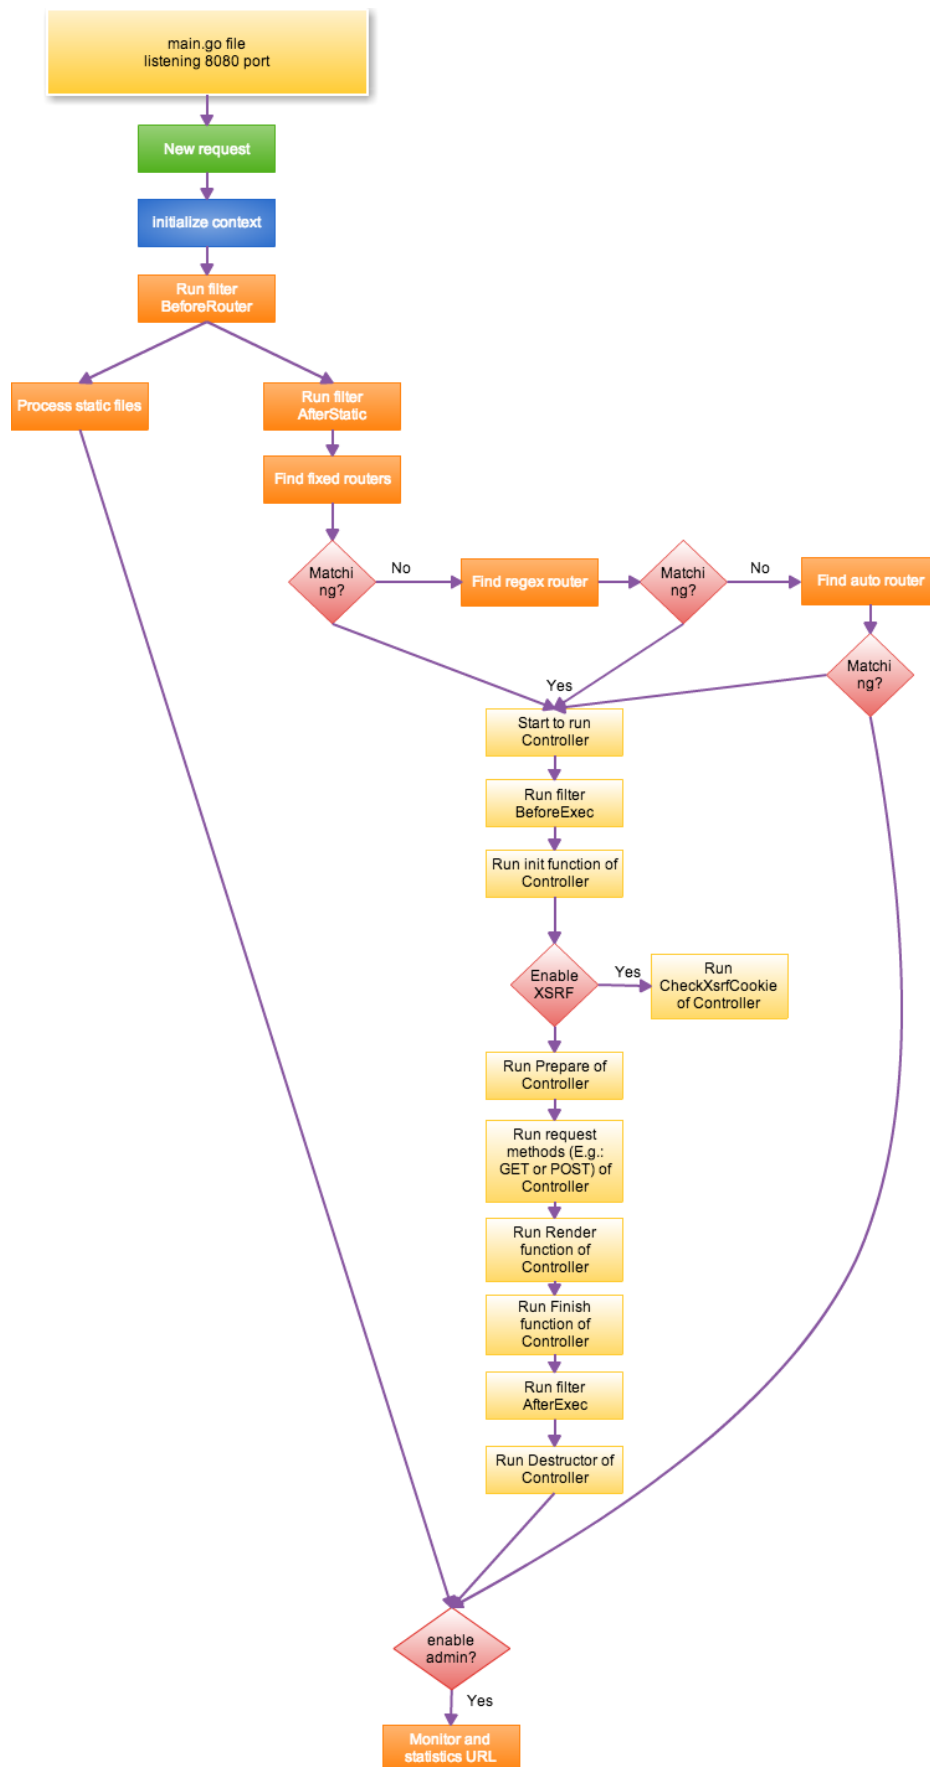 main.go file
listening 8080 port
New request
initialize context
Run filter
BeforeRouter
Process static files
Run filter
AfterStatic
Find fixed routers
Matchi
ng?
No
Find regex router
Matchi
ng?
No
Find auto router
Matchi
ng?
Yes
Start to run
Controller
Run filter
BeforeExec
Run init function of
Controller
Enable
XSRF
Yes
Run
CheckXsrfCookie
of Controller
Run Prepare of
Controller
Run request
methods (E.g.:
GET or POST) of
Controller
Run Render
function of
Controller
Run Finish
function of
Controller
Run filter
AfterExec
Run Destructor of
Controller
enable
admin?
Yes
Monitor and
statistics URL